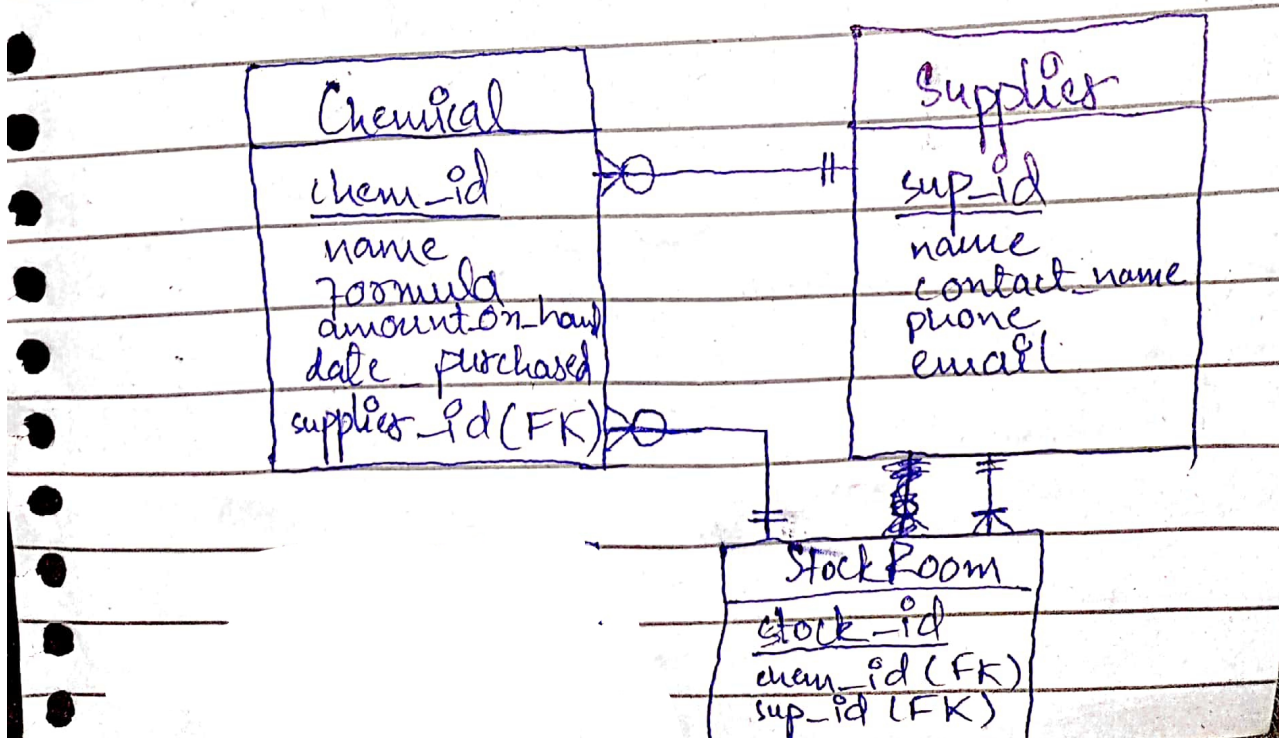 Chemical
chem_id
name
formula
amount_on_hand
date_purchased
supplier_id (FK)
Supplier
sup_id
name
contact_name
phone
email
StockRoom
stock_id
chem_id (FK)
sup_id (FK)